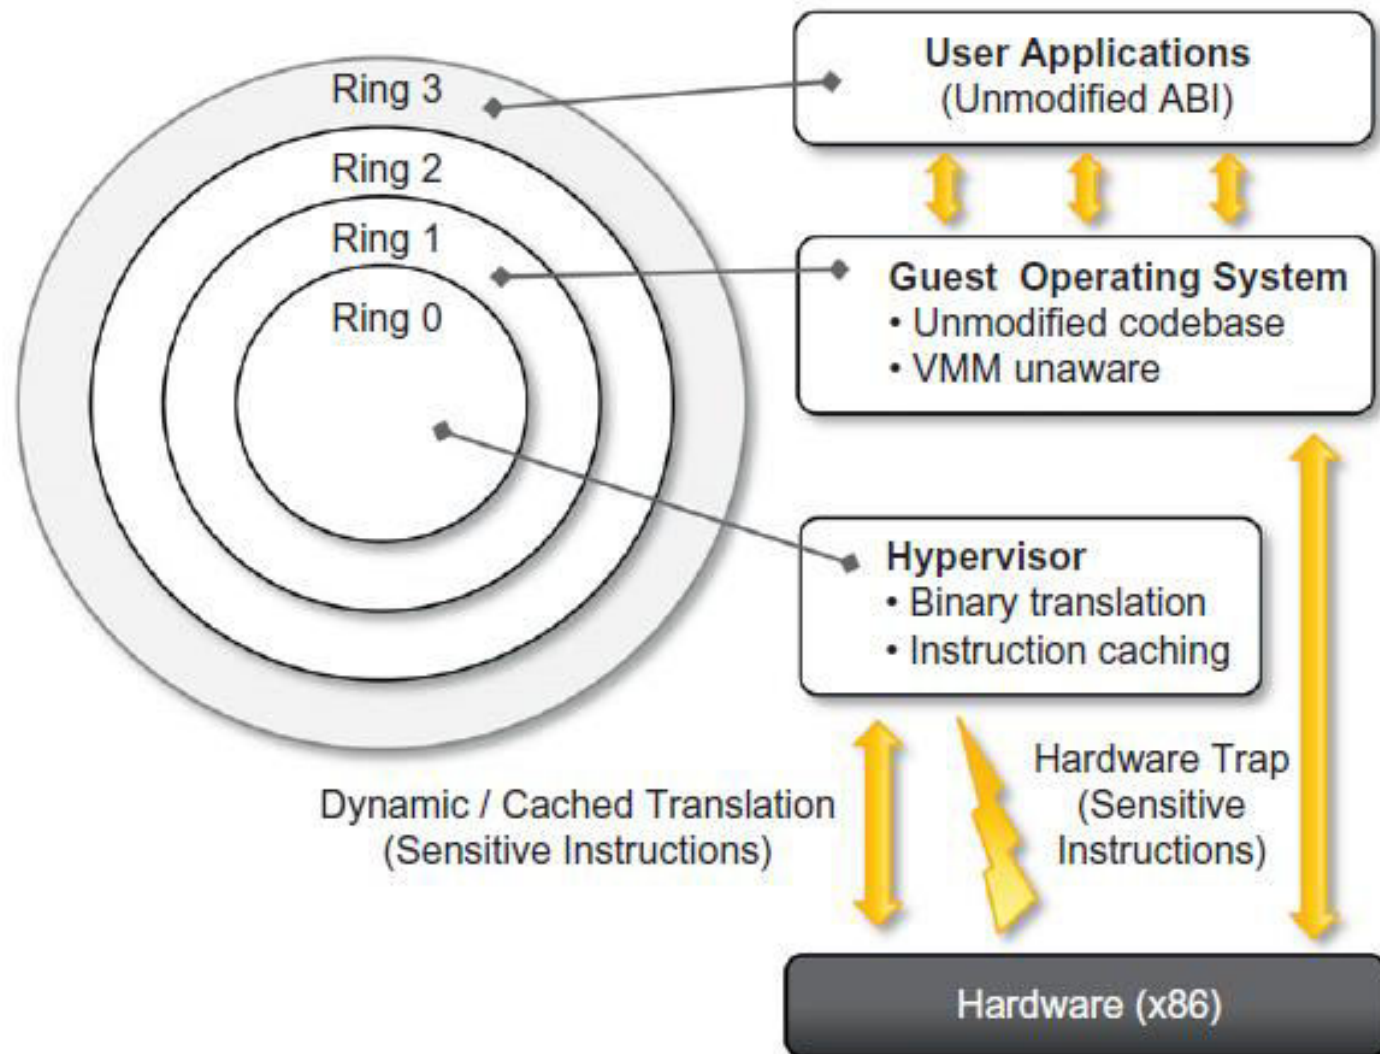 Ring 3
Ring 2
Ring 1
Ring 0
User Applications
(Unmodified ABI)
Guest Operating System
• Unmodified codebase
• VMM unaware
Hypervisor
• Binary translation
• Instruction caching
Dynamic / Cached Translation
(Sensitive Instructions)
Hardware Trap
(Sensitive
Instructions)
Hardware (x86)